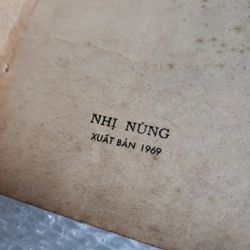 NHỊ NÙNG
XUẤT BẢN 1969